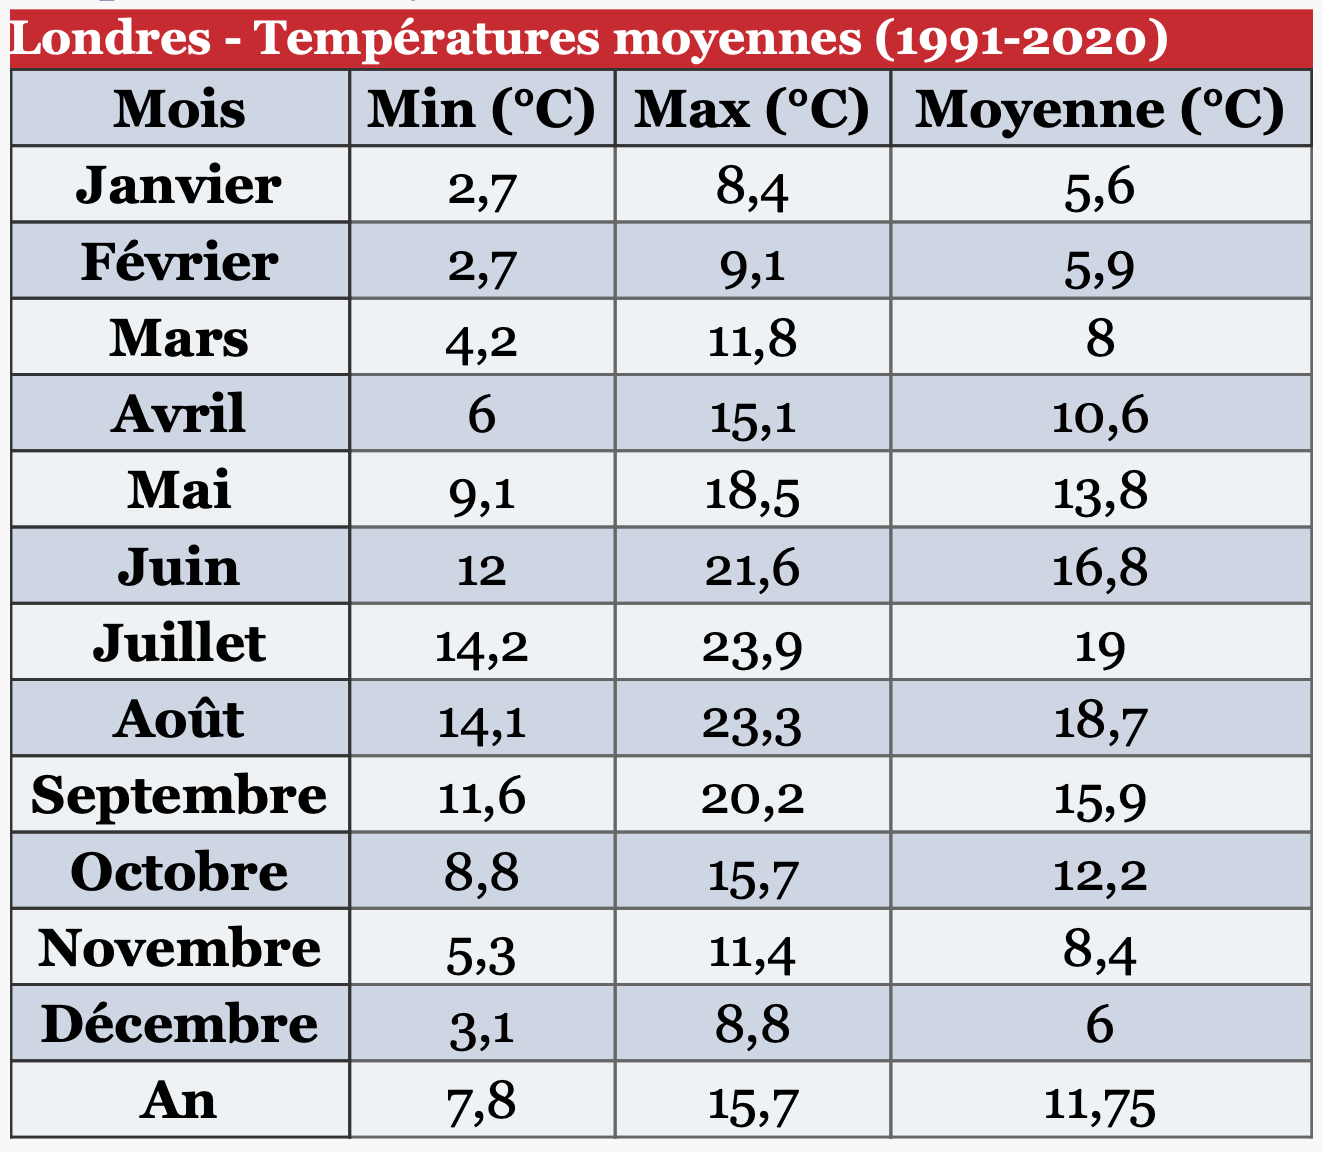 Londres - Températures moyennes (1991-2020)
Mois Min (°C) Max (°C) Moyenne (°C)
Janvier 2,7 8,4 5,6
Février 2,7 9,1 5,9
Mars 4,2 11,8 8
Avril 6 15,1 10,6
Mai 9,1 18,5 13,8
Juin 12 21,6 16,8
Juillet 14,2 23,9 19
Août 14,1 23,3 18,7
Septembre 11,6 20,2 15,9
Octobre 8,8 15,7 12,2
Novembre 5,3 11,4 8,4
Décembre 3,1 8,8 6
An 7,8 15,7 11,75